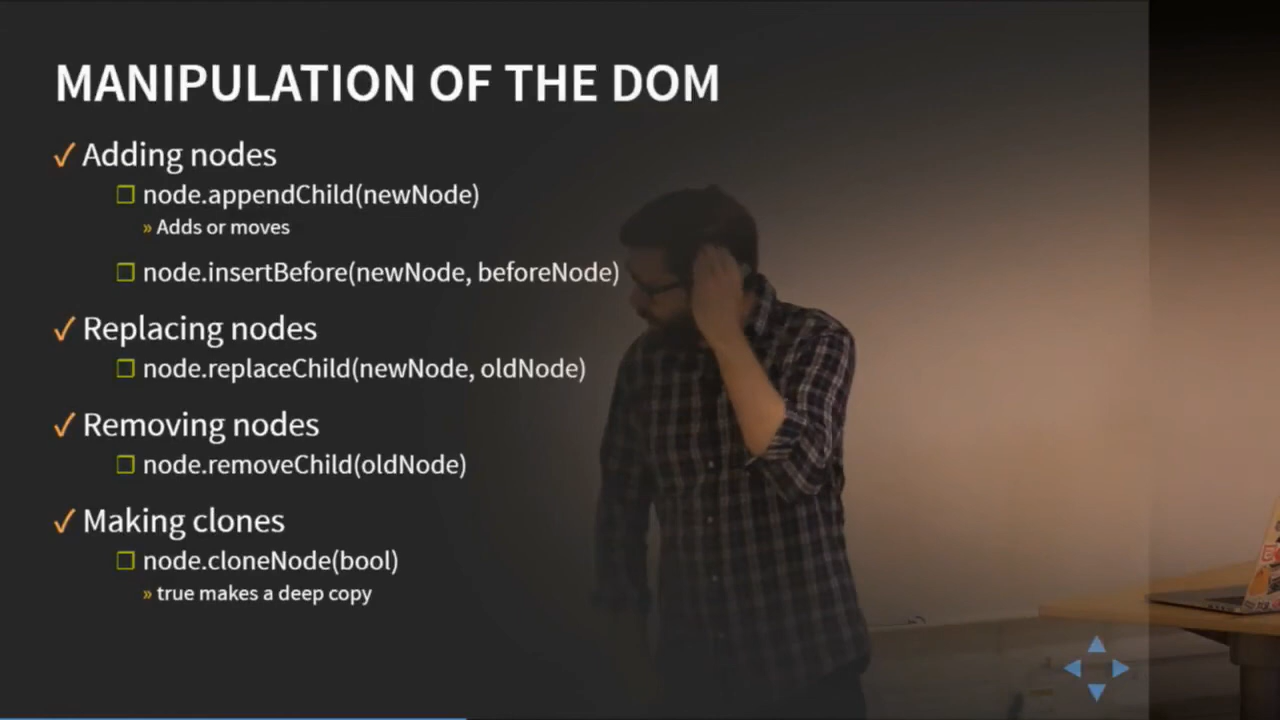 MANIPULATION OF THE DOM
✓ Adding nodes
❐ node.appendChild(newNode)
» Adds or moves
❐ node.insertBefore(newNode, beforeNode)
✓ Replacing nodes
❐ node.replaceChild(newNode, oldNode)
✓ Removing nodes
❐ node.removeChild(oldNode)
✓ Making clones
❐ node.cloneNode(bool)
» true makes a deep copy